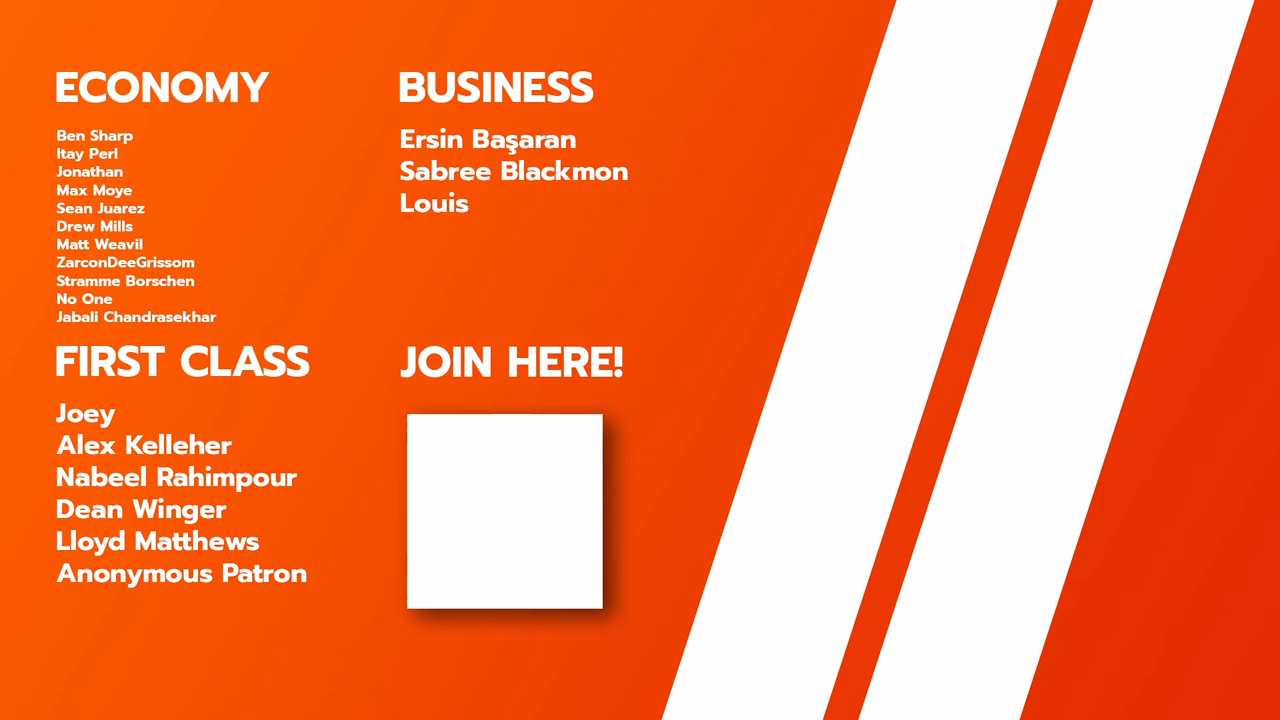 ECONOMY
Ben Sharp
Itay Perl
Jonathan
Max Moye
Sean Juarez
Drew Mills
Matt Weavil
ZarconDeeGrissom
Stramme Borschen
No One
Jabali Chandrasekhar
BUSINESS
Ersin Başaran
Sabree Blackmon
Louis
FIRST CLASS
Joey
Alex Kelleher
Nabeel Rahimpour
Dean Winger
Lloyd Matthews
Anonymous Patron
JOIN HERE!